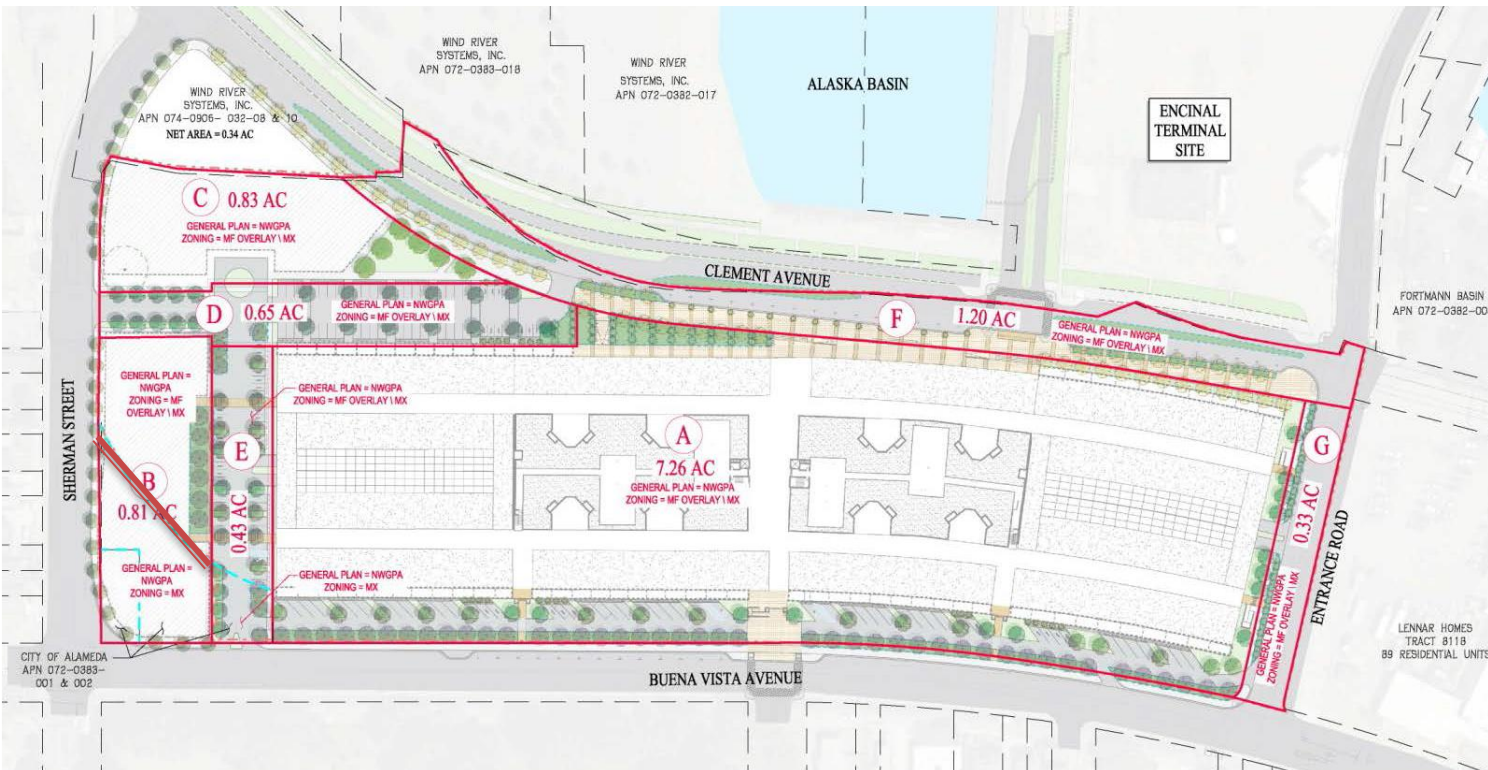 WIND RIVER
SYSTEMS, INC.
APN 072-0383-018
WIND RIVER
SYSTEMS, INC.
APN 072-0382-017
ALASKA BASIN
WIND RIVER
SYSTEMS, INC.
APN 074-0906- 032-08 & 10
NET AREA = 0.34 AC
ENCINAL
TERMINAL
SITE
C 0.83 AC
GENERAL PLAN = NWGPA
ZONING = MF OVERLAY \ MX
CLEMENT AVENUE
FORTMANN BASIN
APN 072-0382-00
D 0.65 AC
GENERAL PLAN = NWGPA
ZONING = MF OVERLAY \ MX
F 1.20 AC
GENERAL PLAN = NWGPA
ZONING = MF OVERLAY \ MX
SHERMAN STREET
GENERAL PLAN =
NWGPA
ZONING = MF
OVERLAY \ MX
GENERAL PLAN = NWGPA
ZONING = MF OVERLAY \ MX
E
0.43 AC
A
7.26 AC
GENERAL PLAN = NWGPA
ZONING = MF OVERLAY \ MX
G
0.33 AC
GENERAL PLAN = NWGPA
ZONING = MF OVERLAY \ MX
ENTRANCE ROAD
B
0.81 AC
GENERAL PLAN =
NWGPA
ZONING = MX
GENERAL PLAN = NWGPA
ZONING = MX
CITY OF ALAMEDA
APN 072-0383-
001 & 002
BUENA VISTA AVENUE
LENNAR HOMES
TRACT 8118
89 RESIDENTIAL UNITS